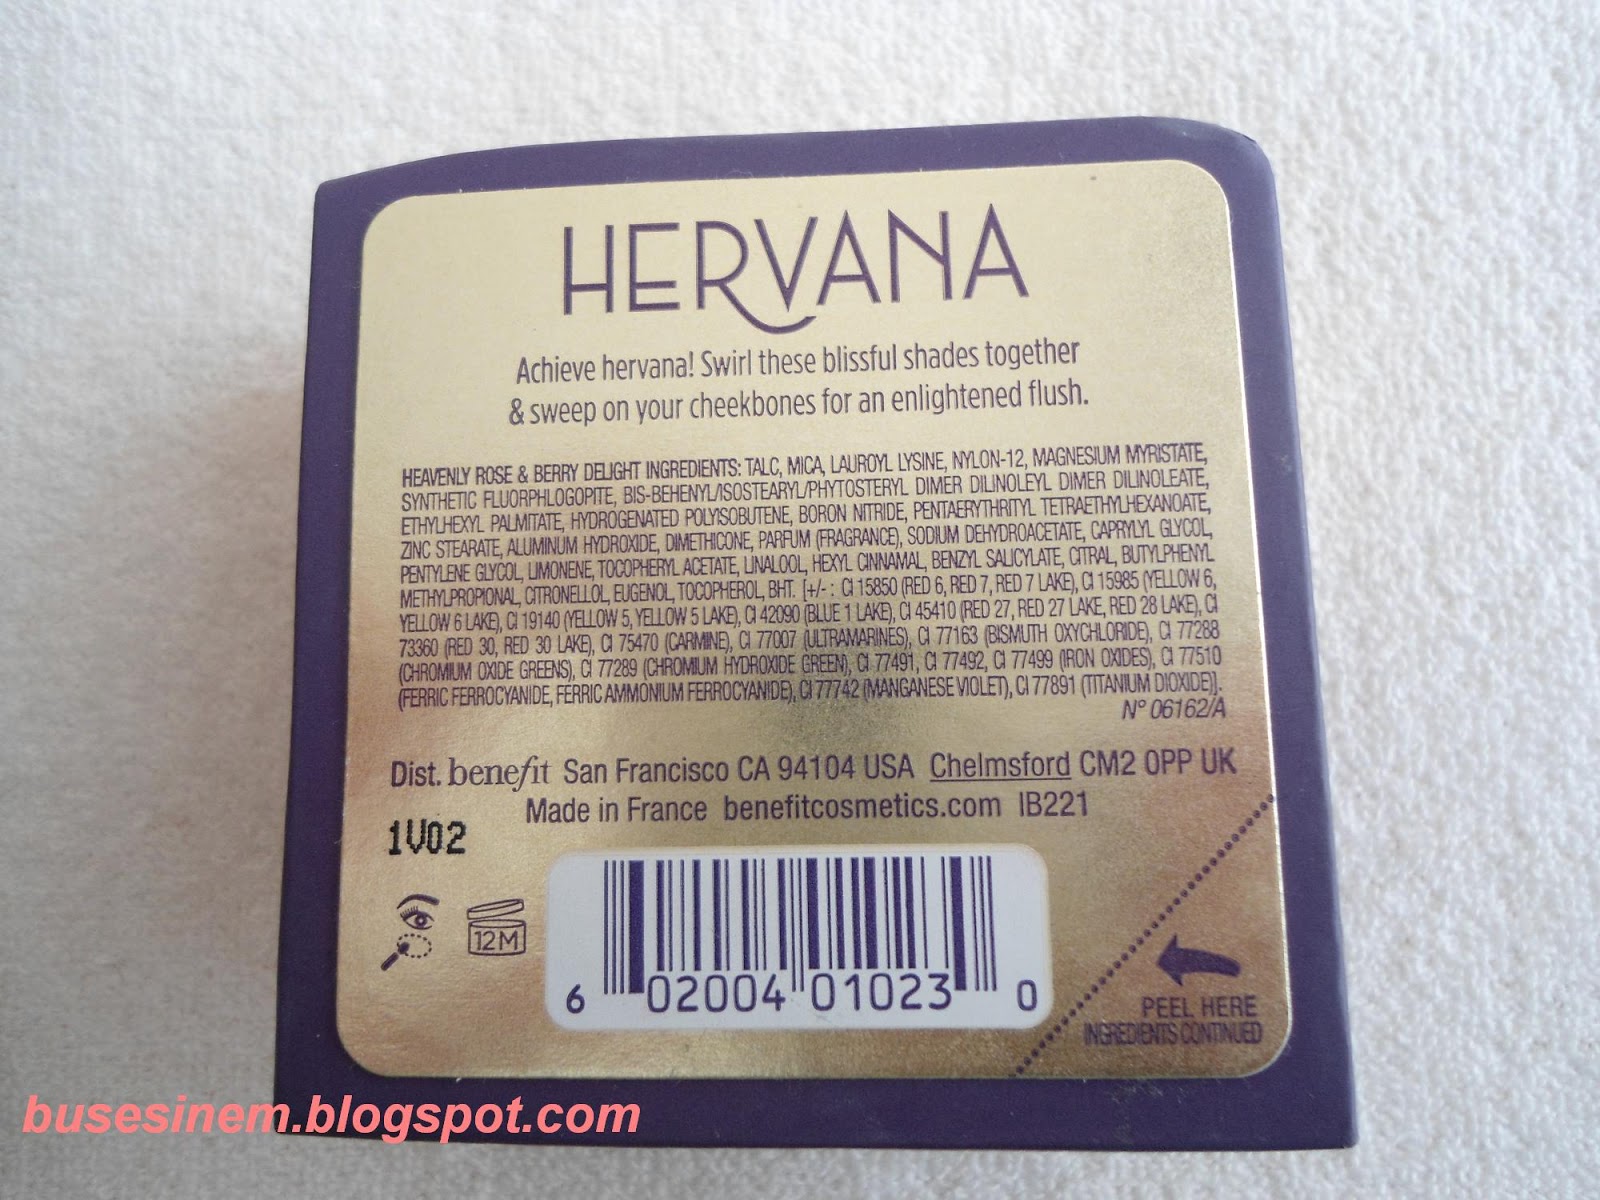 HERVANA
Achieve hervana! Swirl these blissful shades together
& sweep on your cheekbones for an enlightened flush.
HEAVENLY ROSE & BERRY DELIGHT INGREDIENTS: TALC, MICA, LAUROYL LYSINE, NYLON-12, MAGNESIUM MYRISTATE,
SYNTHETIC FLUORPHLOGOPITE, BIS-BEHENYL/ISOSTEARYL/PHYTOSTERYL DIMER DILINOLEYL DIMER DILINOLEATE,
ETHYLHEXYL PALMITATE, HYDROGENATED POLYISOBUTENE, BORON NITRIDE, PENTAERYTHRITYL TETRAETHYLHEXANOATE,
ZINC STEARATE, ALUMINUM HYDROXIDE, DIMETHICONE, PARFUM (FRAGRANCE), SODIUM DEHYDROACETATE, CAPRYLYL GLYCOL,
PENTYLENE GLYCOL, LIMONENE, TOCOPHERYL ACETATE, LINALOOL, HEXYL CINNAMAL, BENZYL SALICYLATE, CITRAL, BUTYLPHENYL
METHYLPROPIONAL, CITRONELLOL, EUGENOL, TOCOPHEROL, BHT. [+/- : CI 15850 (RED 6, RED 7, RED 7 LAKE), CI 15985 (YELLOW 6,
YELLOW 6 LAKE), CI 19140 (YELLOW 5, YELLOW 5 LAKE), CI 42090 (BLUE 1 LAKE), CI 45410 (RED 27, RED 27 LAKE, RED 28 LAKE), CI
73360 (RED 30, RED 30 LAKE), CI 75470 (CARMINE), CI 77007 (ULTRAMARINES), CI 77163 (BISMUTH OXYCHLORIDE), CI 77288
(CHROMIUM OXIDE GREENS), CI 77289 (CHROMIUM HYDROXIDE GREEN), CI 77491, CI 77492, CI 77499 (IRON OXIDES), CI 77510
(FERRIC FERROCYANIDE, FERRIC AMMONIUM FERROCYANIDE), CI 77742 (MANGANESE VIOLET), CI 77891 (TITANIUM DIOXIDE)].
N° 06162/A
Dist. benefit San Francisco CA 94104 USA Chelmsford CM2 0PP UK
Made in France benefitcosmetics.com IB221
1V02
12M
6 02004 01023 0
PEEL HERE
INGREDIENTS CONTINUED
busesinem.blogspot.com